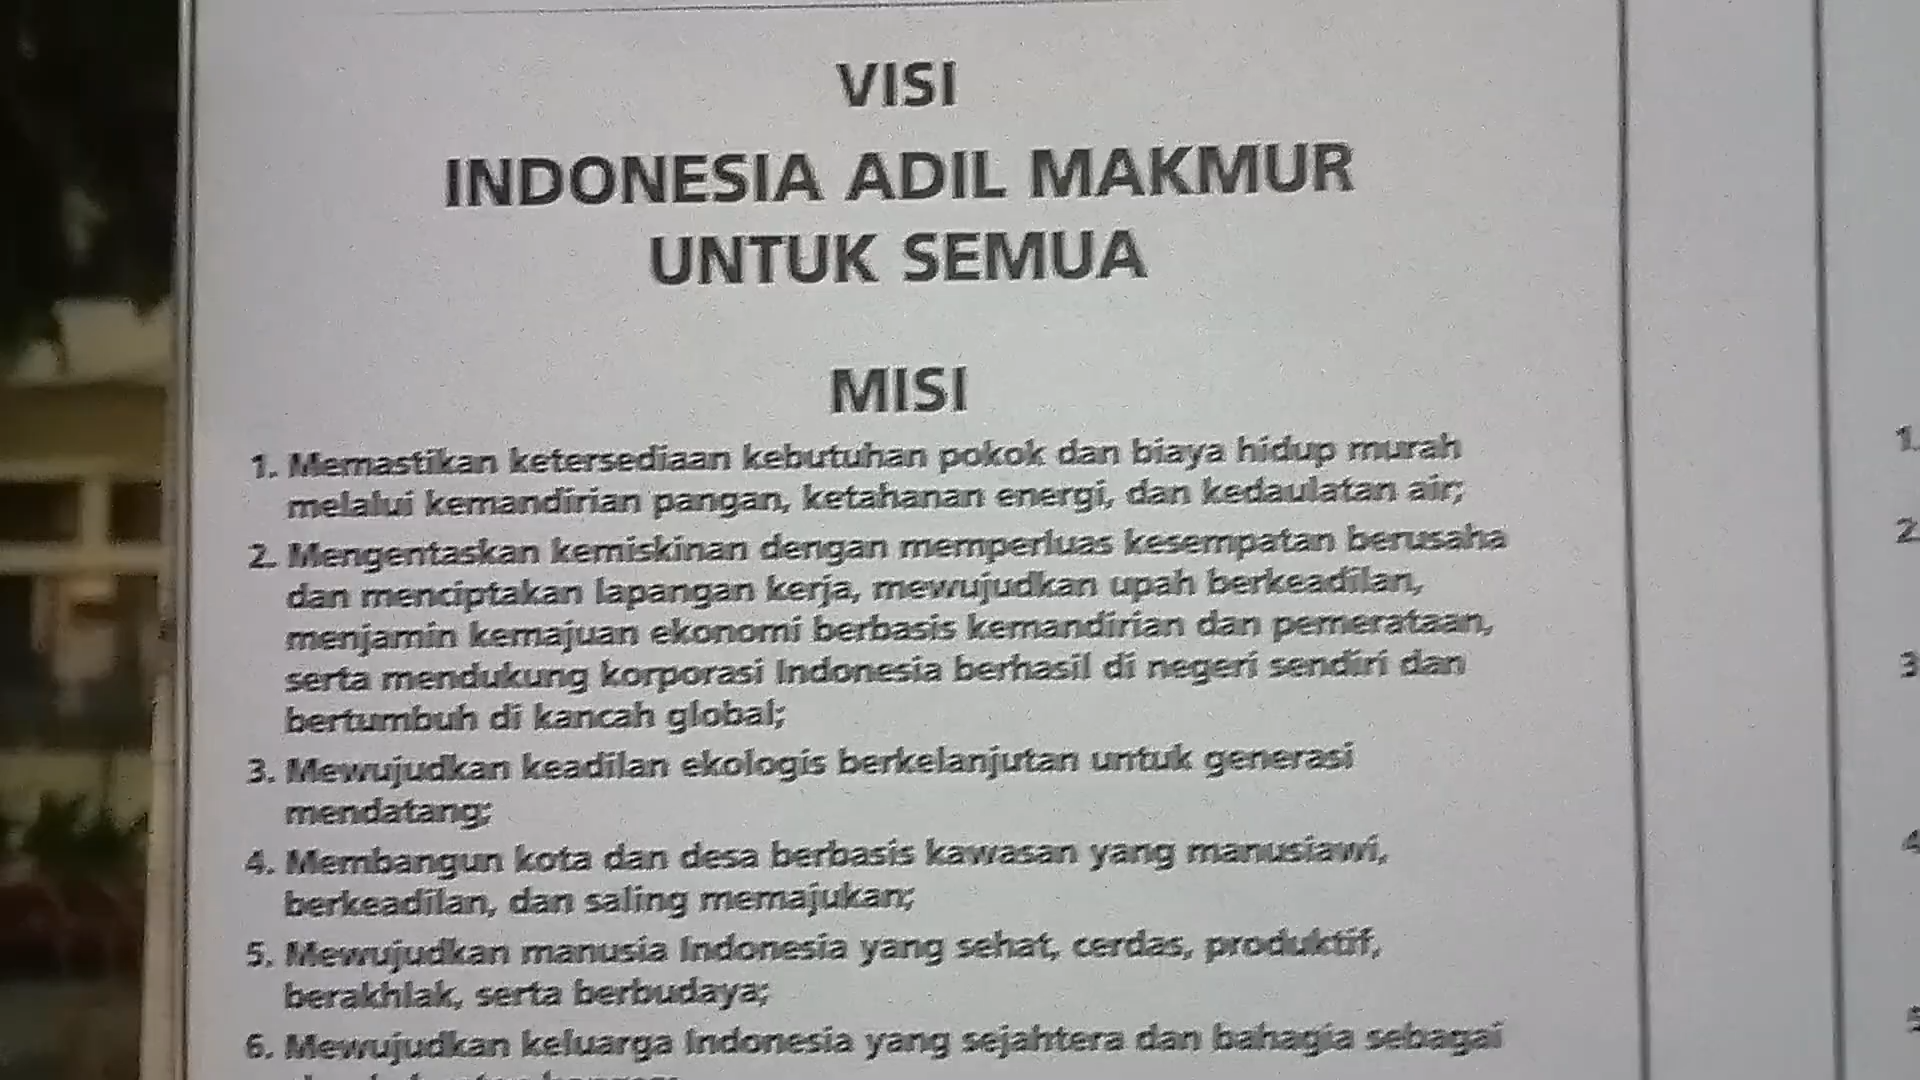 VISI
INDONESIA ADIL MAKMUR
UNTUK SEMUA
MISI
1. Memastikan ketersediaan kebutuhan pokok dan biaya hidup murah
melalui kemandirian pangan, ketahanan energi, dan kedaulatan air;
2. Mengentaskan kemiskinan dengan memperluas kesempatan berusaha
dan menciptakan lapangan kerja, mewujudkan upah berkeadilan,
menjamin kemajuan ekonomi berbasis kemandirian dan pemerataan,
serta mendukung korporasi Indonesia berhasil di negeri sendiri dan
bertumbuh di kancah global;
3. Mewujudkan keadilan ekologis berkelanjutan untuk generasi
mendatang;
4. Membangun kota dan desa berbasis kawasan yang manusiawi,
berkeadilan, dan saling memajukan;
5. Mewujudkan manusia Indonesia yang sehat, cerdas, produktif,
berakhlak, serta berbudaya;
6. Mewujudkan keluarga Indonesia yang sejahtera dan bahagia sebagai
1.
2.
3
4
5